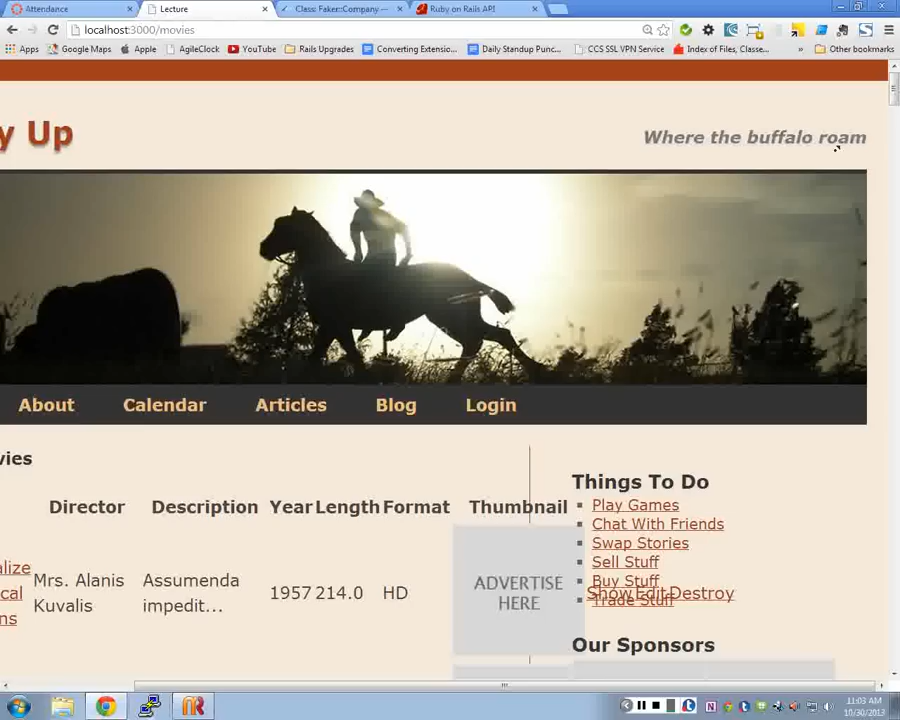 Attendance
Lecture
Class: Faker::Company —
Ruby on Rails API
localhost:3000/movies
Apps
Google Maps
Apple
AgileClock
YouTube
Rails Upgrades
Converting Extensio...
Daily Standup Punc...
CCS SSL VPN Service
Index of Files, Classe...
»
Other bookmarks
y Up
Where the buffalo roam
About
Calendar
Articles
Blog
Login
vies
Things To Do
Play Games
Chat With Friends
Swap Stories
Sell Stuff
Buy Stuff
Trade Stuff
Director
Description
Year
Length
Format
Thumbnail
alize
cal
ns
Mrs. Alanis
Kuvalis
Assumenda
impedit...
1957
214.0
HD
ADVERTISE
HERE
Show
Edit
Destroy
Our Sponsors
11:03 AM
10/30/2013